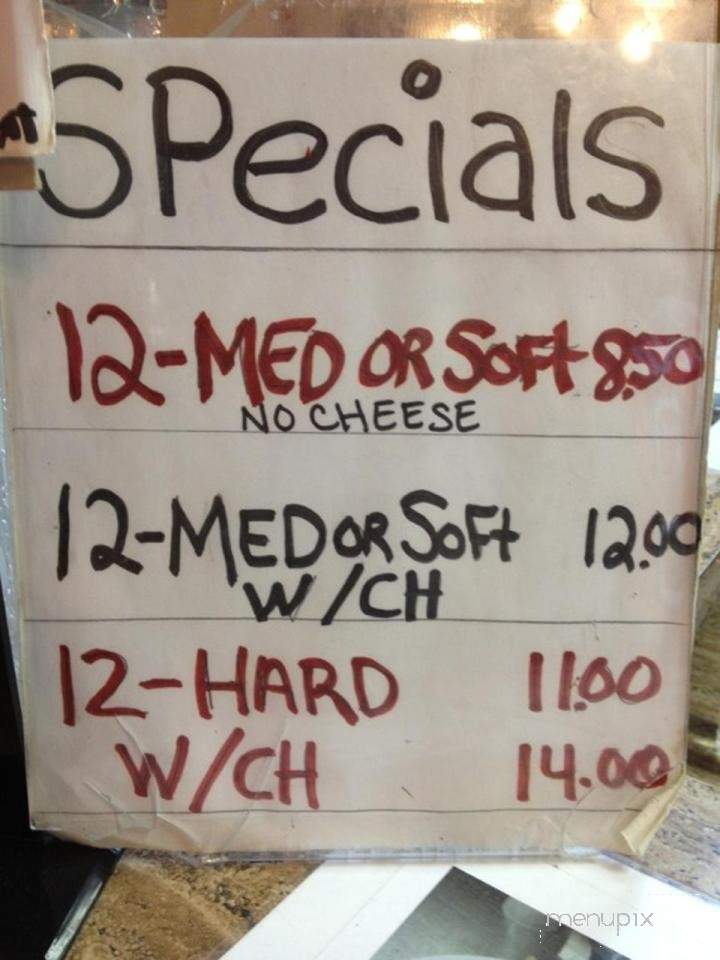 SPecials
12-MED OR SoFt 8.50
NO CHEESE
12-MED OR SoFt 12.00
W/CH
12-HARD 11.00
W/CH 14.00
menupix